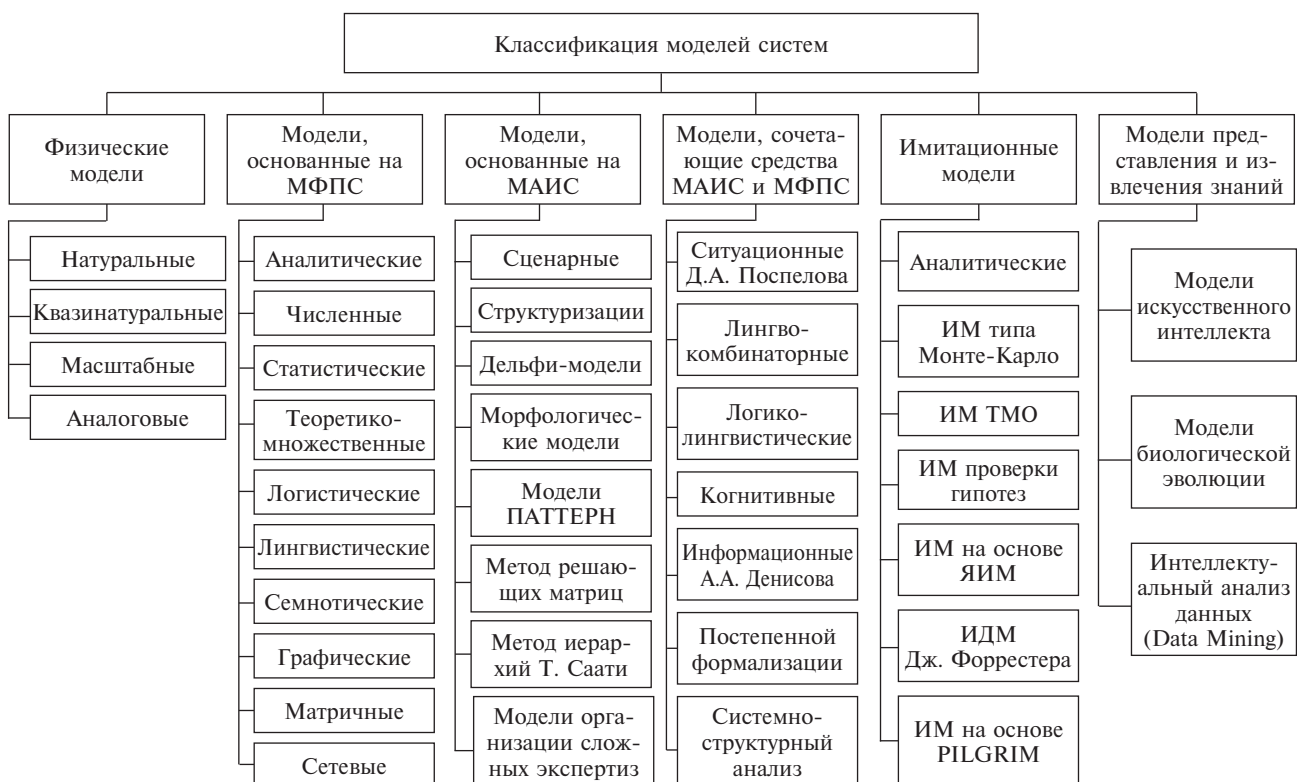 Классификация моделей систем
Физические
модели
Модели,
основанные на
МФПС
Модели,
основанные на
МАИС
Модели, сочета-
ющие средства
МАИС и МФПС
Имитационные
модели
Модели пред-
ставления и из-
влечения знаний
Натуральные
Квазинатуральные
Масштабные
Аналоговые
Аналитические
Численные
Статистические
Теоретико-
множественные
Логистические
Лингвистические
Семнотические
Графические
Матричные
Сетевые
Сценарные
Структуризации
Дельфи-модели
Морфологичес-
кие модели
Модели
ПАТТЕРН
Метод решаю-
щих матриц
Метод иерар-
хий Т. Саати
Модели орга-
низации слож-
ных экспертиз
Ситуационные
Д.А. Поспелова
Лингво-
комбинаторные
Логико-
лингвистические
Когнитивные
Информационные
А.А. Денисова
Постепенной
формализации
Системно-
структурный
анализ
Аналитические
ИМ типа
Монте-Карло
ИМ ТМО
ИМ проверки
гипотез
ИМ на основе
ЯИМ
ИДМ
Дж. Форрестера
ИМ на основе
PILGRIM
Модели
искусственного
интеллекта
Модели
биологической
эволюции
Интеллекту-
альный анализ
данных
(Data Mining)